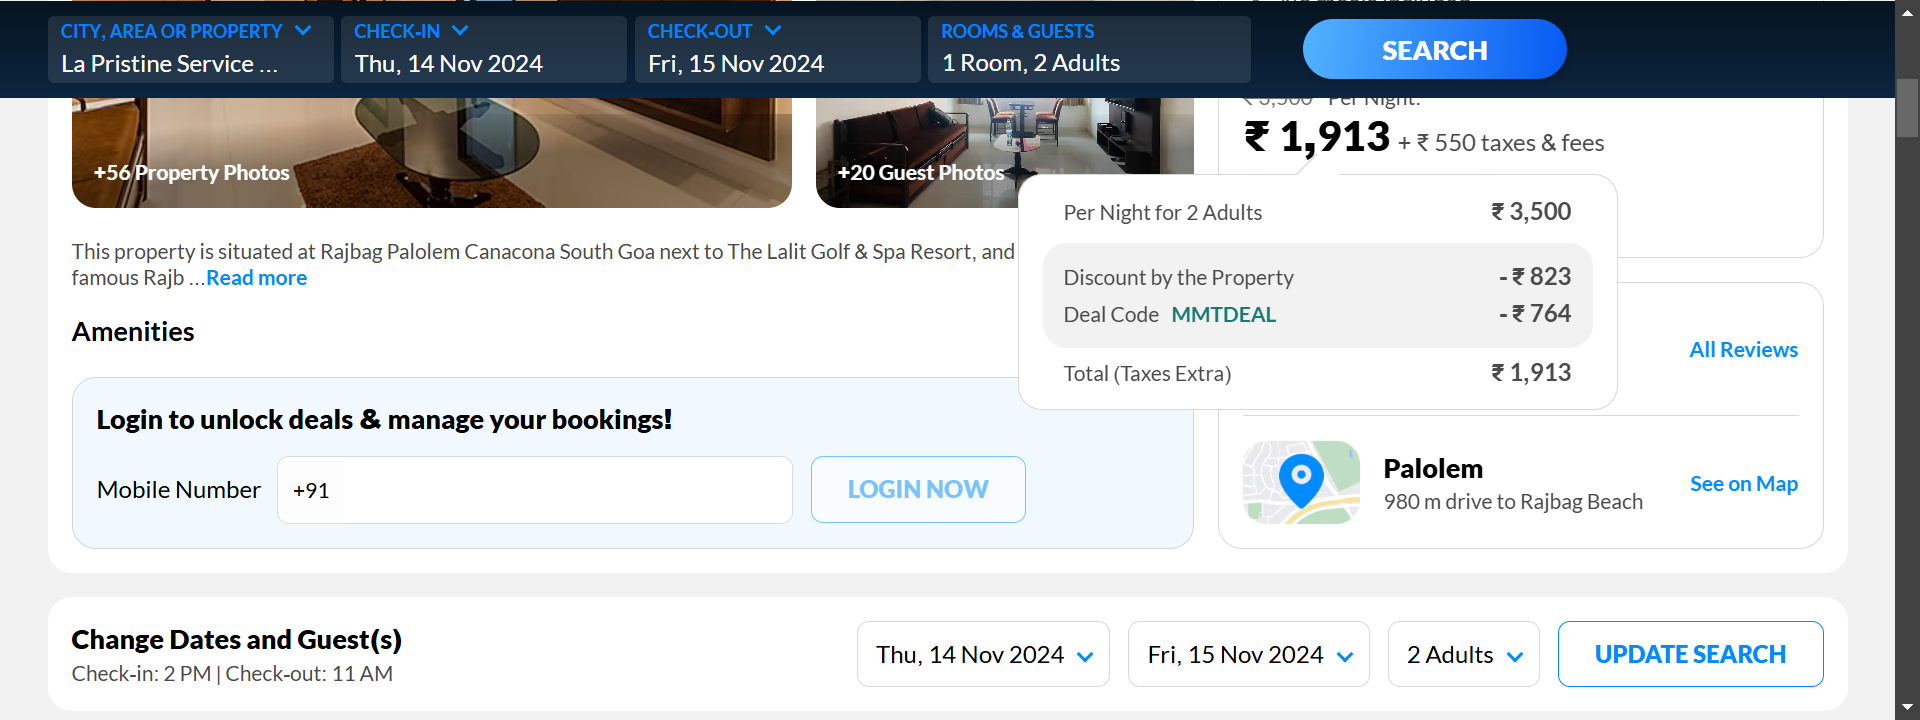 CITY, AREA OR PROPERTY
La Pristine Service ...
CHECK-IN
Thu, 14 Nov 2024
CHECK-OUT
Fri, 15 Nov 2024
ROOMS & GUESTS
1 Room, 2 Adults
SEARCH
+56 Property Photos
+20 Guest Photos
₹ 3,500 Per Night:
₹ 1,913 + ₹ 550 taxes & fees
Per Night for 2 Adults ₹ 3,500
Discount by the Property - ₹ 823
Deal Code MMTDEAL - ₹ 764
Total (Taxes Extra) ₹ 1,913
This property is situated at Rajbag Palolem Canacona South Goa next to The Lalit Golf & Spa Resort, and
famous Rajb ...Read more
Amenities
Login to unlock deals & manage your bookings!
Mobile Number +91
LOGIN NOW
All Reviews
Palolem
980 m drive to Rajbag Beach
See on Map
Change Dates and Guest(s)
Check-in: 2 PM | Check-out: 11 AM
Thu, 14 Nov 2024
Fri, 15 Nov 2024
2 Adults
UPDATE SEARCH